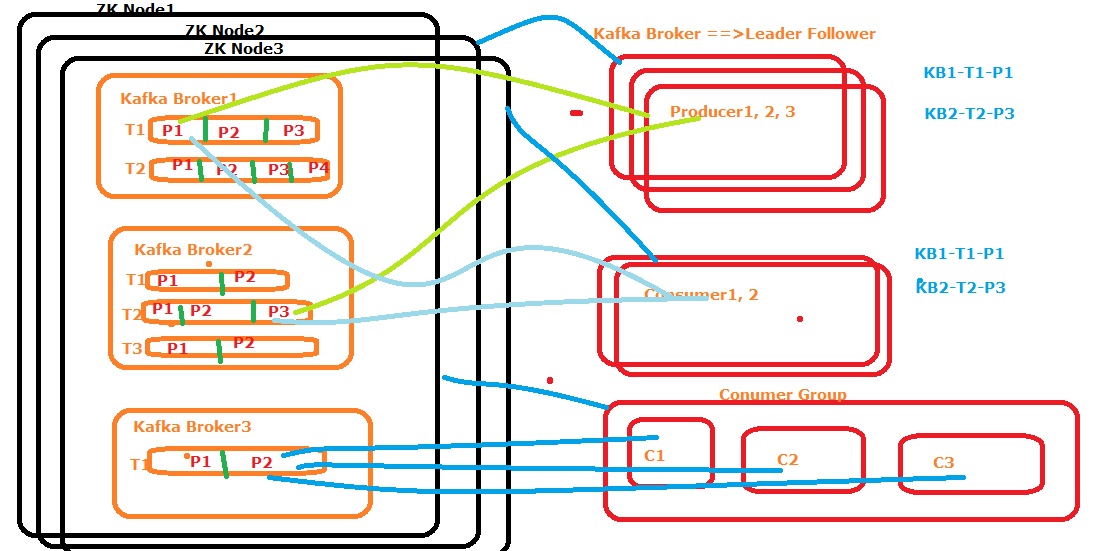 ZK Node1
ZK Node2
ZK Node3
Kafka Broker1
T1 P1 P2 P3
T2 P1 P2 P3 P4
Kafka Broker2
T1 P1 P2
T2 P1 P2 P3
T3 P1 P2
Kafka Broker3
T1 P1 P2
Kafka Broker ==>Leader Follower
Producer1, 2, 3
KB1-T1-P1
KB2-T2-P3
Consumer1, 2
KB1-T1-P1
KB2-T2-P3
Conumer Group
C1 C2 C3